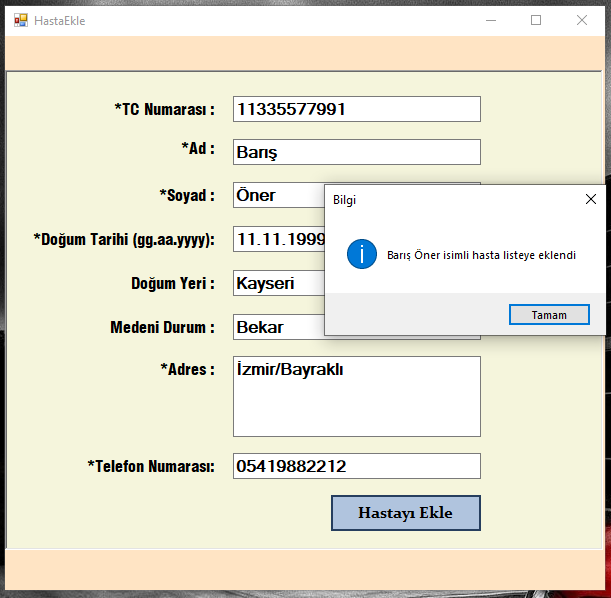 HastaEkle
*TC Numarası : 11335577991
*Ad : Barış
*Soyad : Öner
Bilgi
*Doğum Tarihi (gg.aa.yyyy): 11.11.1999
Barış Öner isimli hasta listeye eklendi
Doğum Yeri : Kayseri
Tamam
Medeni Durum : Bekar
*Adres : İzmir/Bayraklı
*Telefon Numarası: 05419882212
Hastayı Ekle